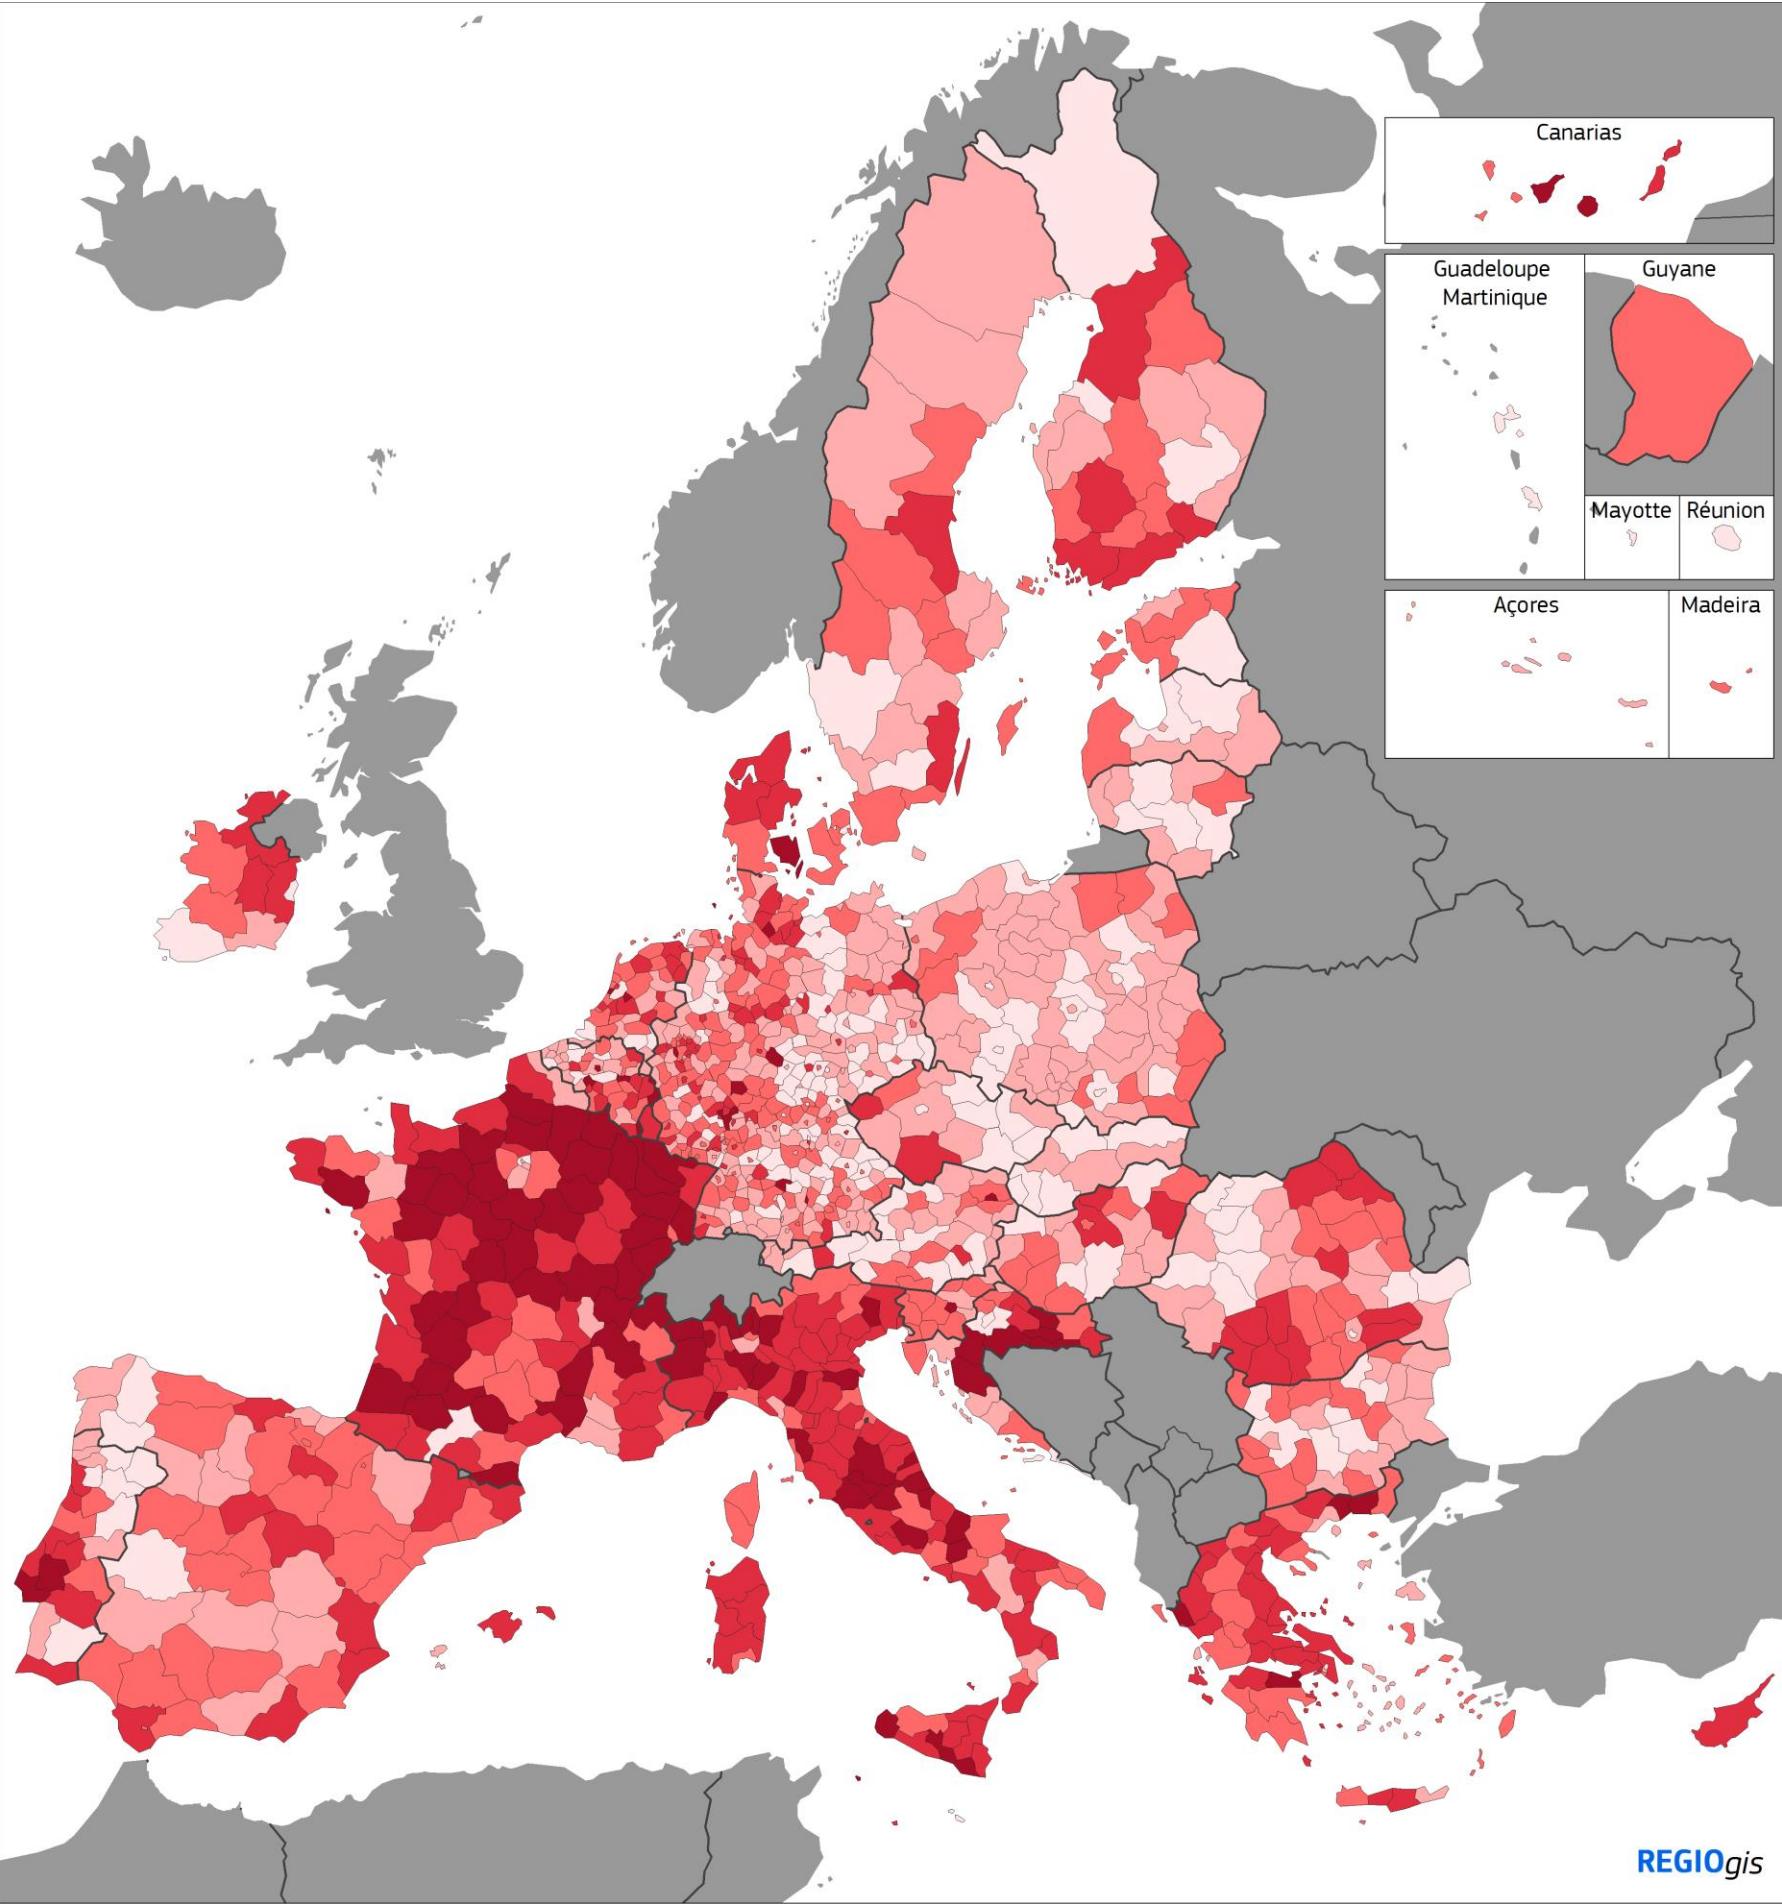 Canarias
Guadeloupe
Martinique
Guyane
Mayotte
Réunion
Açores
Madeira
REGIOgis